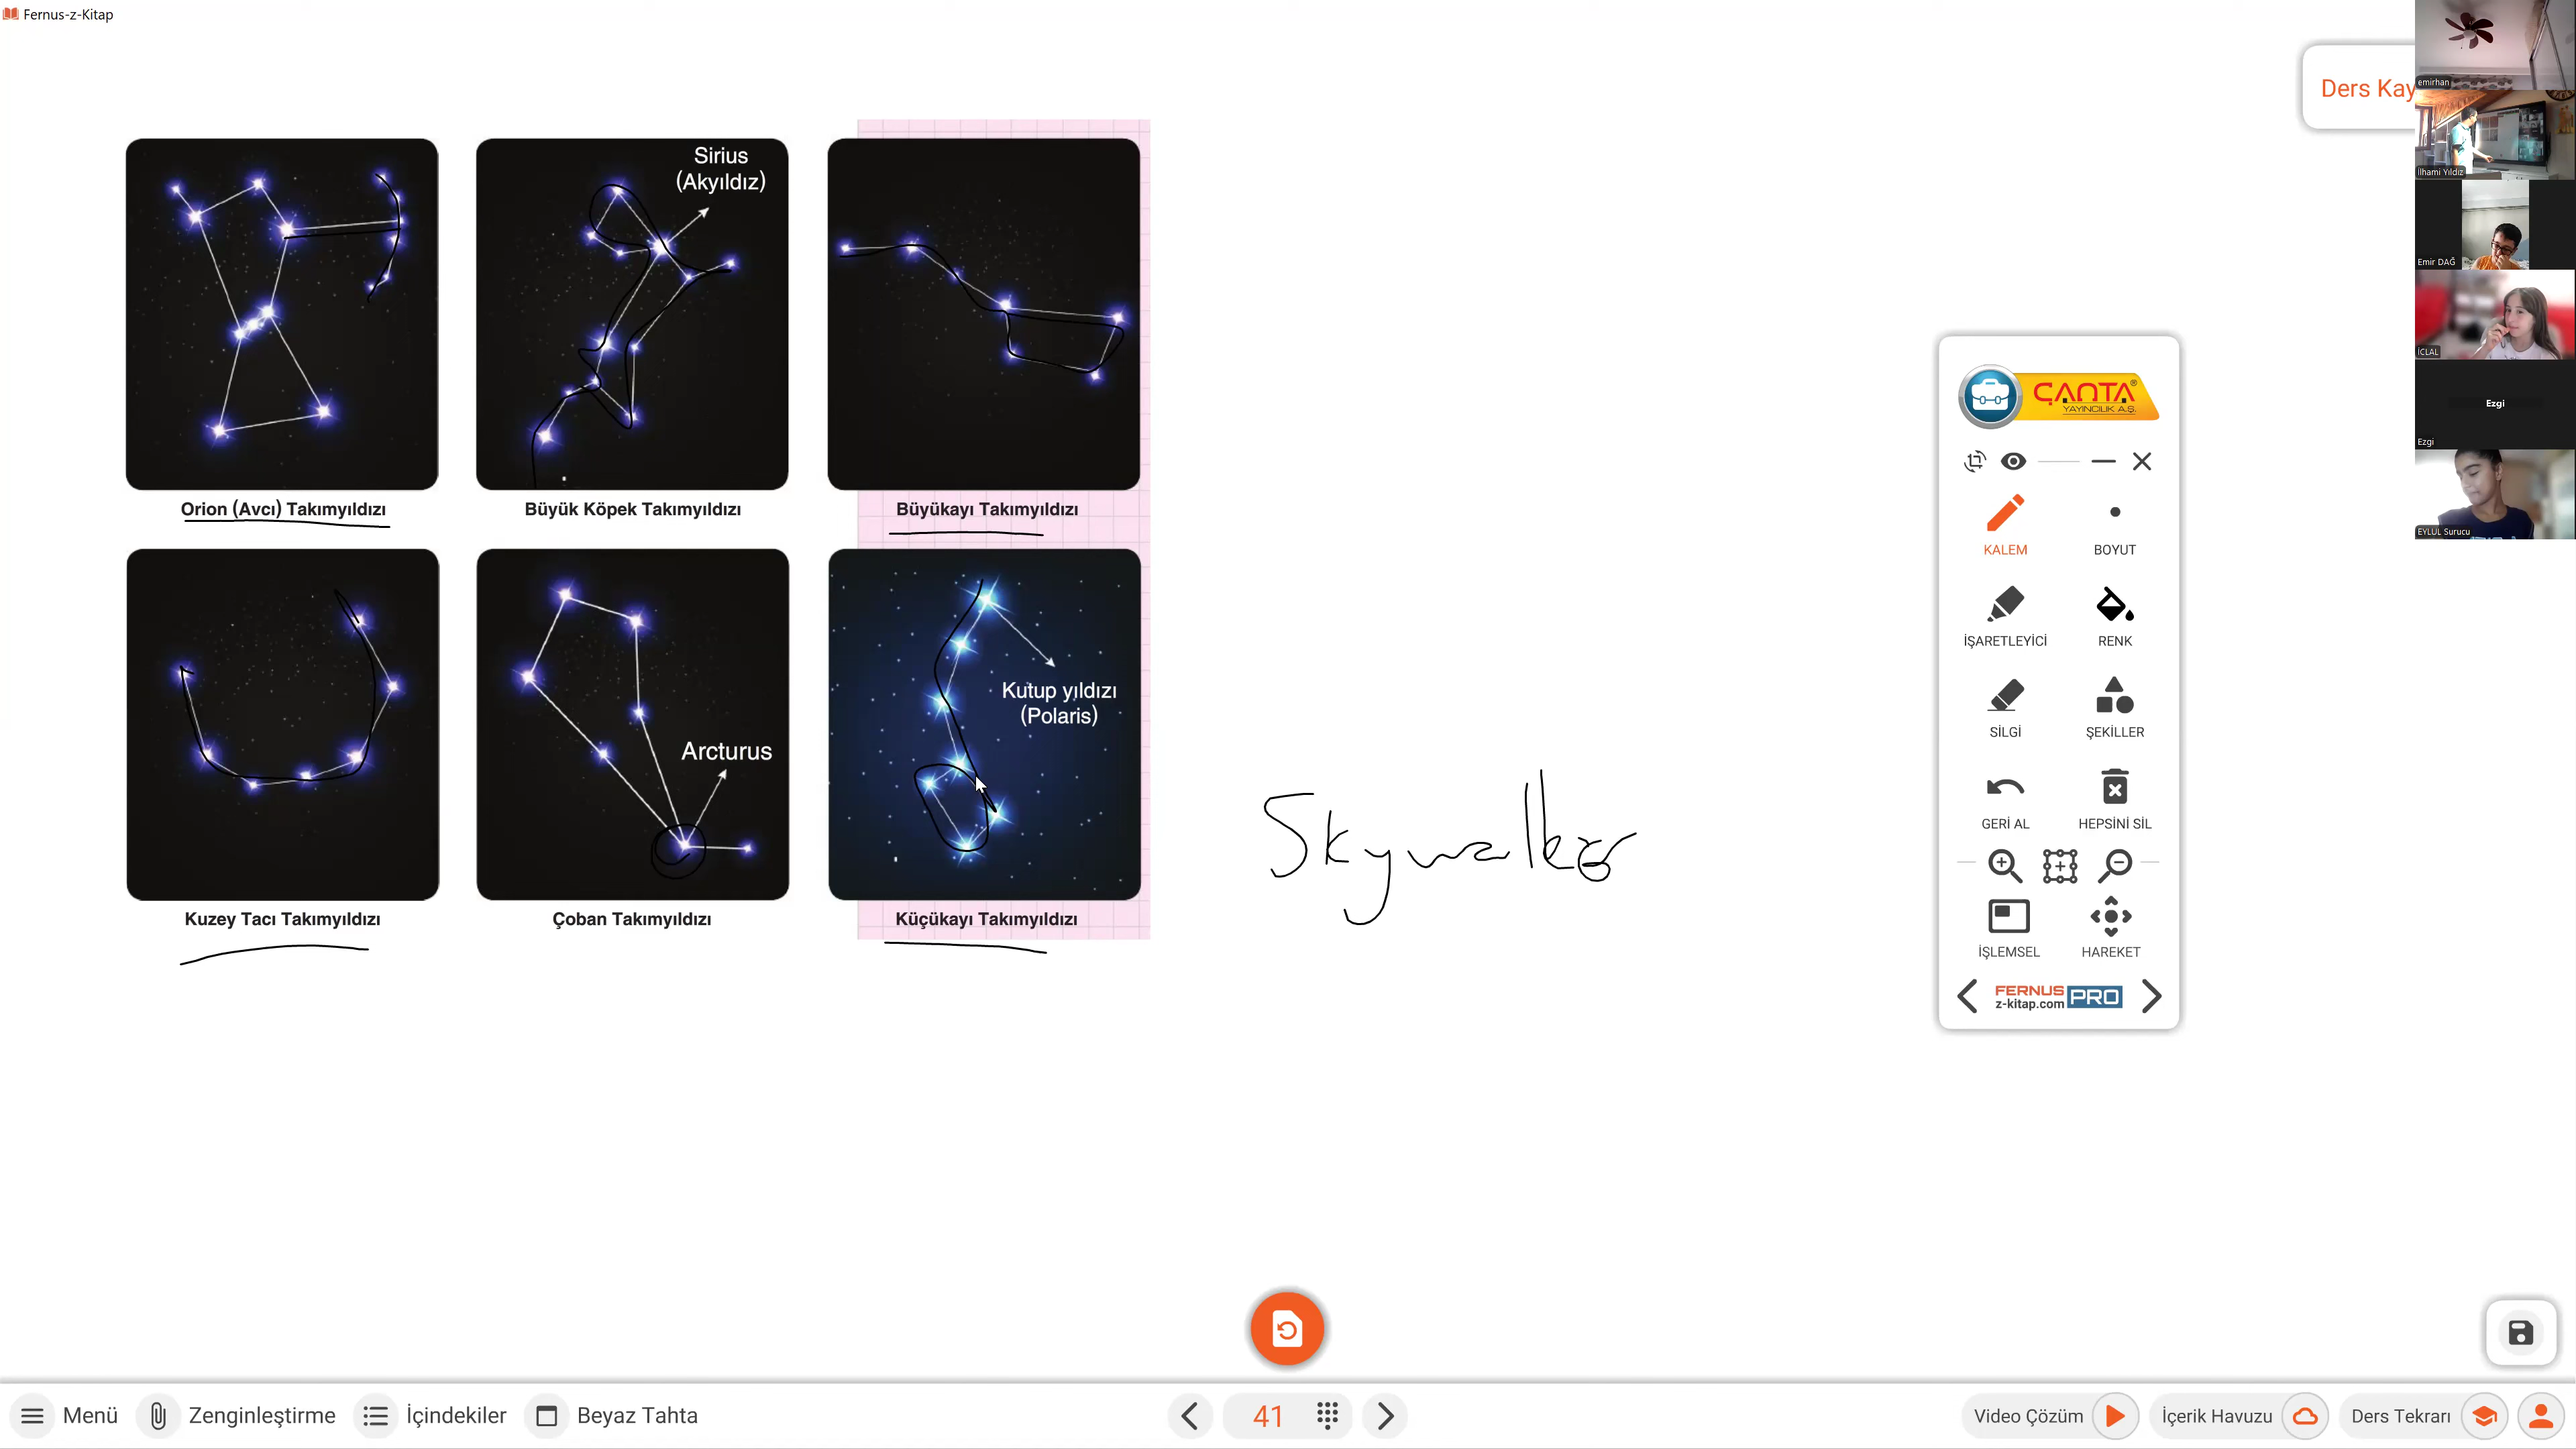 Fernus-z-Kitap
Ders Kay
emirhan
İlhami Yıldız
Emir DAĞ
İCLAL
Ezgi
Ezgi
EYLÜL Surucu
Sirius
(Akyıldız)
Orion (Avcı) Takımyıldızı
Büyük Köpek Takımyıldızı
Büyükayı Takımyıldızı
Arcturus
Kutup yıldızı
(Polaris)
Kuzey Tacı Takımyıldızı
Çoban Takımyıldızı
Küçükayı Takımyıldızı
Skywalker
ÇANTA®
YAYINCILIK A.Ş.
KALEM
BOYUT
İŞARETLEYİCİ
RENK
SİLGİ
ŞEKİLLER
GERİ AL
HEPSİNİ SİL
İŞLEMSEL
HAREKET
FERNUS
z-kitap.com PRO
Menü
Zenginleştirme
İçindekiler
Beyaz Tahta
41
Video Çözüm
İçerik Havuzu
Ders Tekrarı